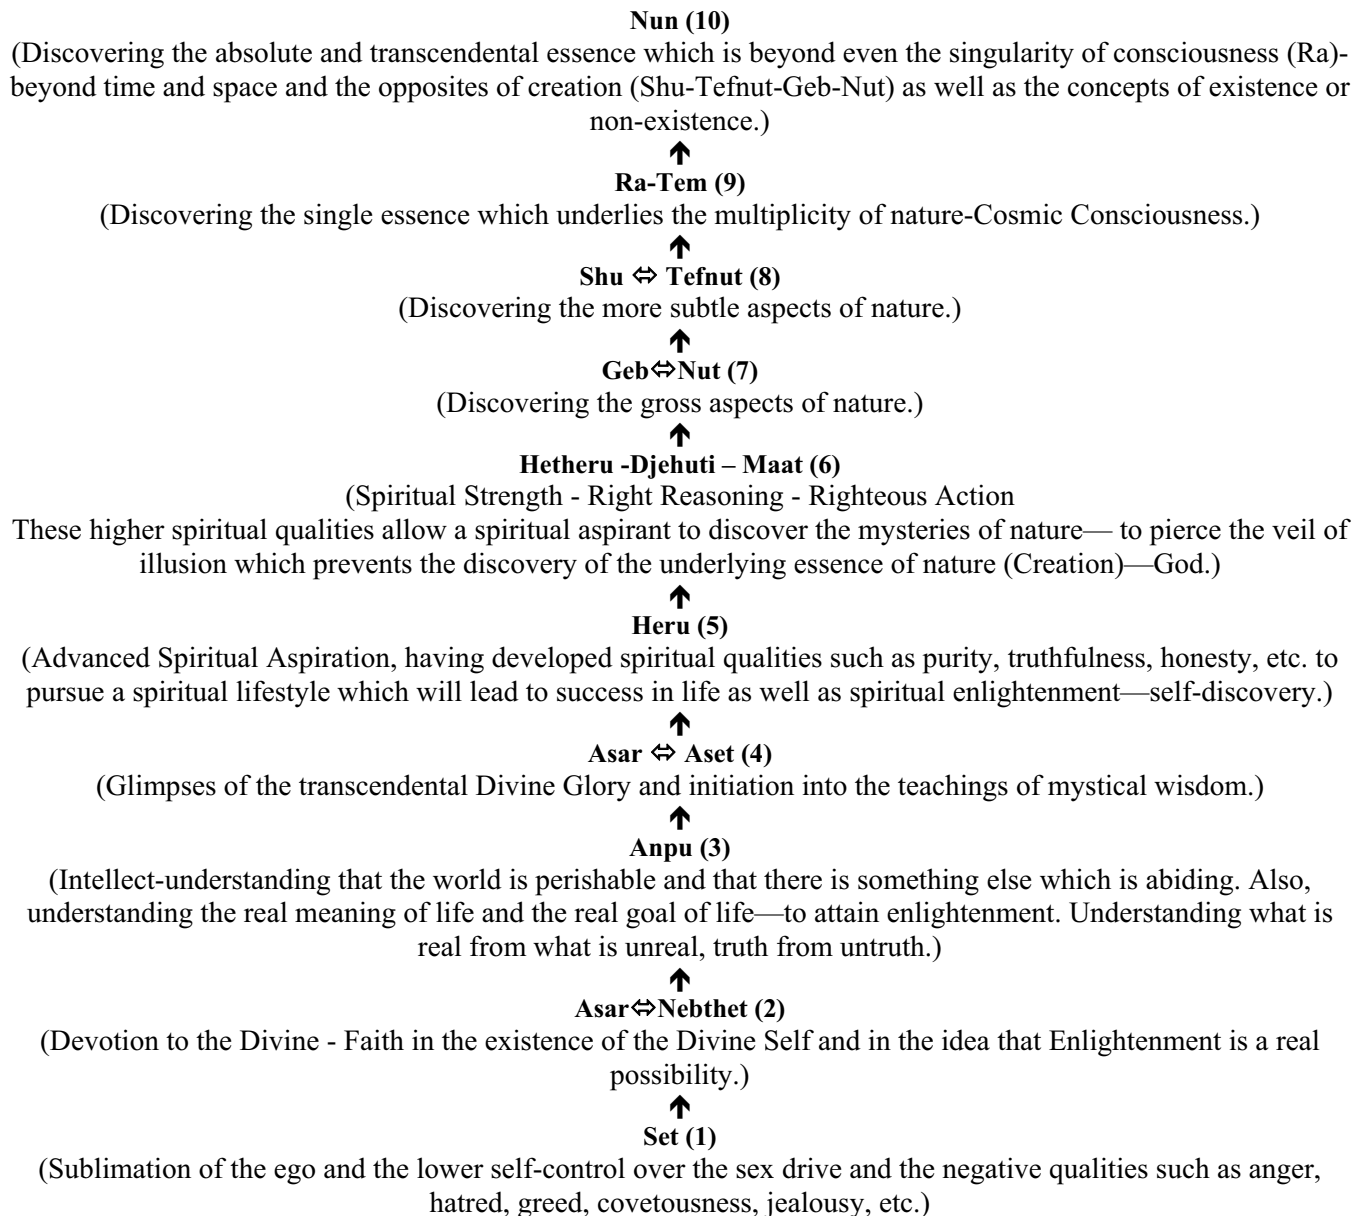 Nun (10)
(Discovering the absolute and transcendental essence which is beyond even the singularity of consciousness (Ra)-
beyond time and space and the opposites of creation (Shu-Tefnut-Geb-Nut) as well as the concepts of existence or
non-existence.)
🡹
Ra-Tem (9)
(Discovering the single essence which underlies the multiplicity of nature-Cosmic Consciousness.)
🡹
Shu ⬄ Tefnut (8)
(Discovering the more subtle aspects of nature.)
🡹
Geb⬄Nut (7)
(Discovering the gross aspects of nature.)
🡹
Hetheru -Djehuti – Maat (6)
(Spiritual Strength - Right Reasoning - Righteous Action
These higher spiritual qualities allow a spiritual aspirant to discover the mysteries of nature— to pierce the veil of
illusion which prevents the discovery of the underlying essence of nature (Creation)—God.)
🡹
Heru (5)
(Advanced Spiritual Aspiration, having developed spiritual qualities such as purity, truthfulness, honesty, etc. to
pursue a spiritual lifestyle which will lead to success in life as well as spiritual enlightenment—self-discovery.)
🡹
Asar ⬄ Aset (4)
(Glimpses of the transcendental Divine Glory and initiation into the teachings of mystical wisdom.)
🡹
Anpu (3)
(Intellect-understanding that the world is perishable and that there is something else which is abiding. Also,
understanding the real meaning of life and the real goal of life—to attain enlightenment. Understanding what is
real from what is unreal, truth from untruth.)
🡹
Asar⬄Nebthet (2)
(Devotion to the Divine - Faith in the existence of the Divine Self and in the idea that Enlightenment is a real
possibility.)
🡹
Set (1)
(Sublimation of the ego and the lower self-control over the sex drive and the negative qualities such as anger,
hatred, greed, covetousness, jealousy, etc.)